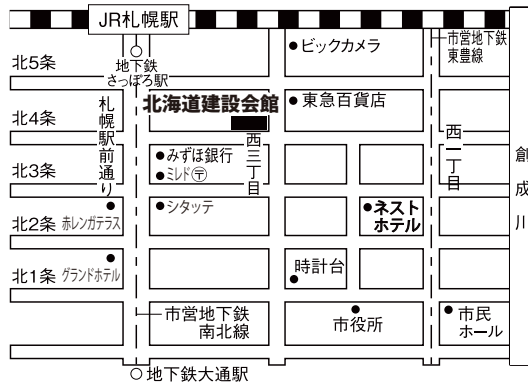 JR札幌駅
市営地下鉄
東豊線
ビックカメラ
北5条
地下鉄
さっぽろ駅
北海道建設会館
東急百貨店
北4条
札幌駅前通り
西三丁目
西一丁目
創成川
みずほ銀行
ミレド〒
北3条
シタッテ
ネスト
ホテル
北2条
赤レンガテラス
北1条
グランドホテル
時計台
市営地下鉄
南北線
市役所
市民
ホール
地下鉄大通駅